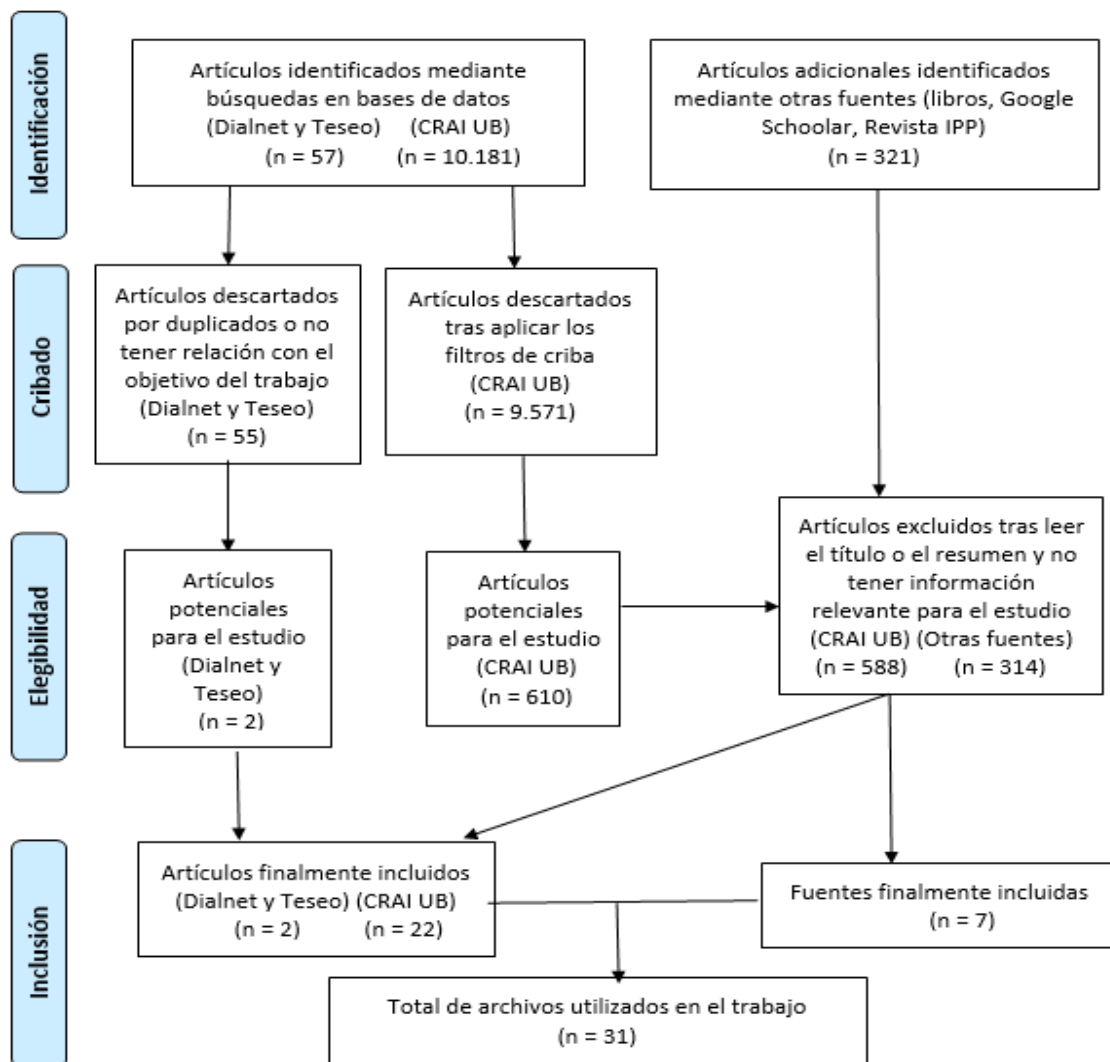 Identificación
Artículos identificados mediante
búsquedas en bases de datos
(Dialnet y Teseo) (CRAI UB)
(n = 57) (n = 10.181)
Artículos adicionales identificados
mediante otras fuentes (libros, Google
Schoolar, Revista IPP)
(n = 321)
Cribado
Artículos descartados
por duplicados o no
tener relación con el
objetivo del trabajo
(Dialnet y Teseo)
(n = 55)
Artículos descartados
tras aplicar los
filtros de criba
(CRAI UB)
(n = 9.571)
Elegibilidad
Artículos
potenciales
para el estudio
(Dialnet y
Teseo)
(n = 2)
Artículos
potenciales
para el estudio
(CRAI UB)
(n = 610)
Artículos excluidos tras leer
el título o el resumen y no
tener información
relevante para el estudio
(CRAI UB) (Otras fuentes)
(n = 588) (n = 314)
Inclusión
Artículos finalmente incluidos
(Dialnet y Teseo) (CRAI UB)
(n = 2) (n = 22)
Fuentes finalmente incluidas
(n = 7)
Total de archivos utilizados en el trabajo
(n = 31)